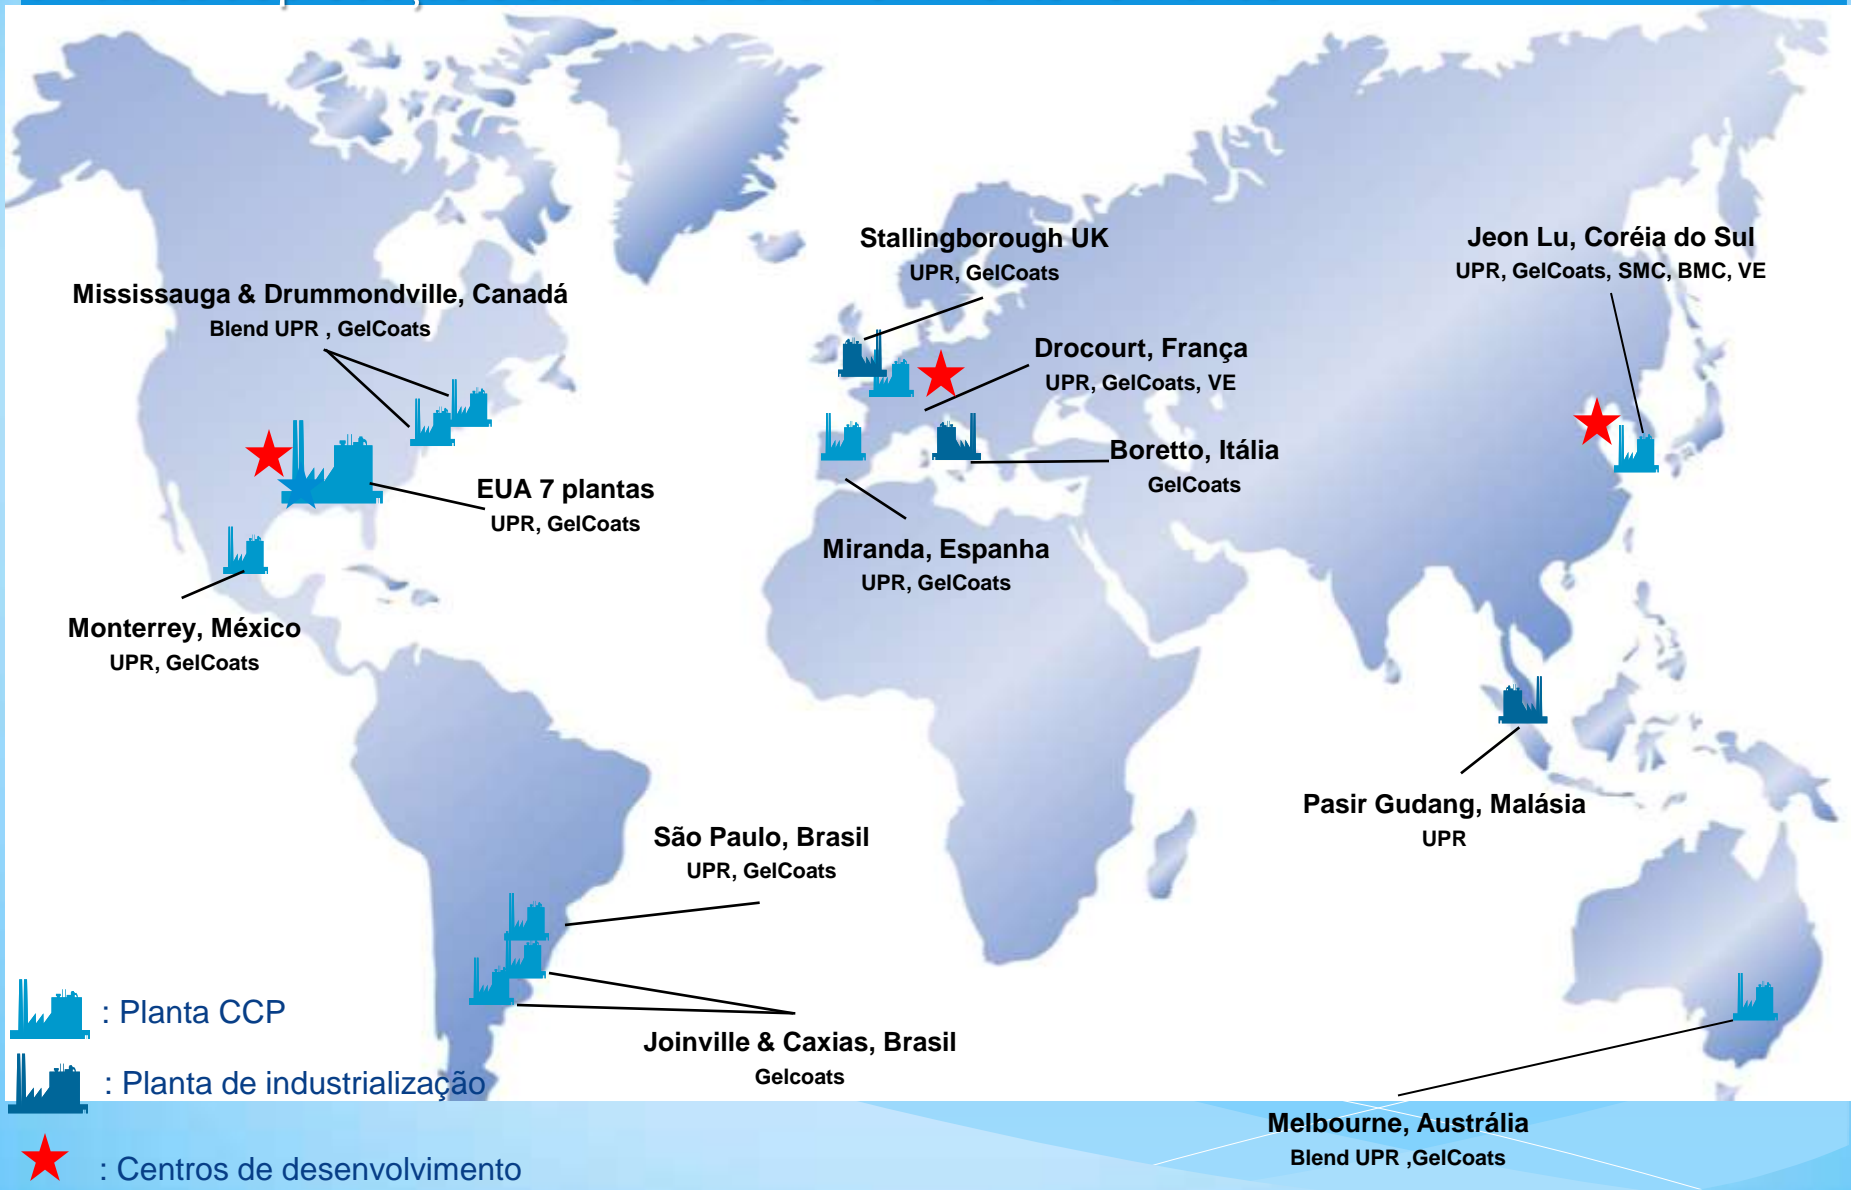 Stallingborough UK
UPR, GelCoats
Jeon Lu, Coréia do Sul
UPR, GelCoats, SMC, BMC, VE
Mississauga & Drummondville, Canadá
Blend UPR , GelCoats
Drocourt, França
UPR, GelCoats, VE
Boretto, Itália
GelCoats
EUA 7 plantas
UPR, GelCoats
Miranda, Espanha
UPR, GelCoats
Monterrey, México
UPR, GelCoats
Pasir Gudang, Malásia
UPR
São Paulo, Brasil
UPR, GelCoats
Joinville & Caxias, Brasil
Gelcoats
Melbourne, Austrália
Blend UPR ,GelCoats
: Planta CCP
: Planta de industrialização
: Centros de desenvolvimento